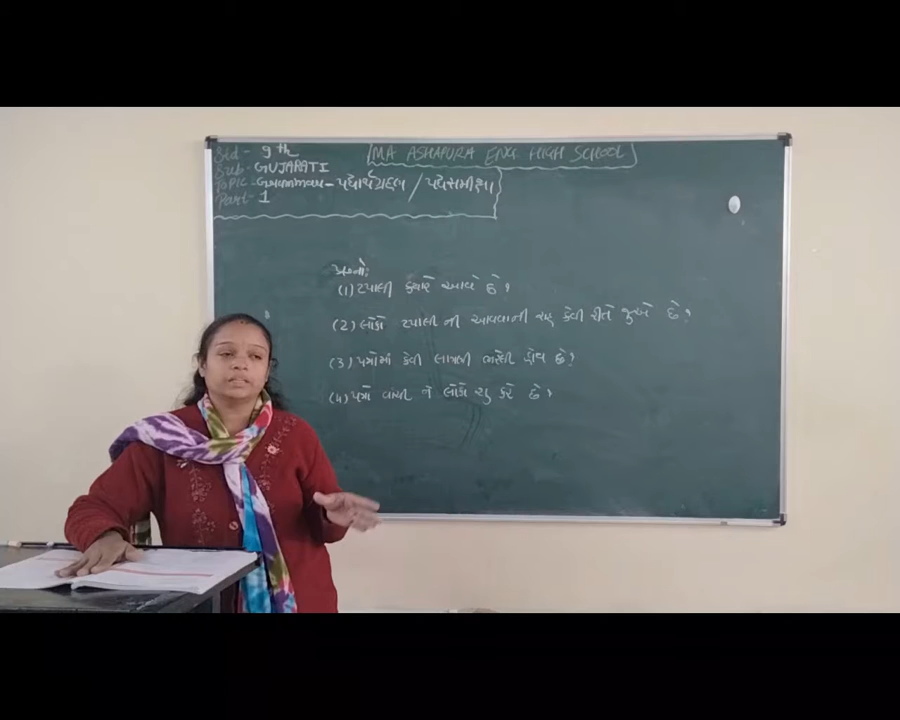 MA ASHAPURA ENG HIGH SCHOOL
Std- 9th
Sub- GUJARATI
Topic- Grammar- પદ્યાર્થગ્રહણ / પદ્યસમીક્ષા
Part- 1
પ્રશ્નો:
(1) ટપાલી ક્યારે આવે છે?
(2) લોકો ટપાલી ની આવવાની રાહ કેવી રીતે જુએ છે?
(3) પત્રોમાં કેવી લાગણી ભરેલી હોય છે?
(4) પત્રો વાંચી ને લોકો શું કરે છે?